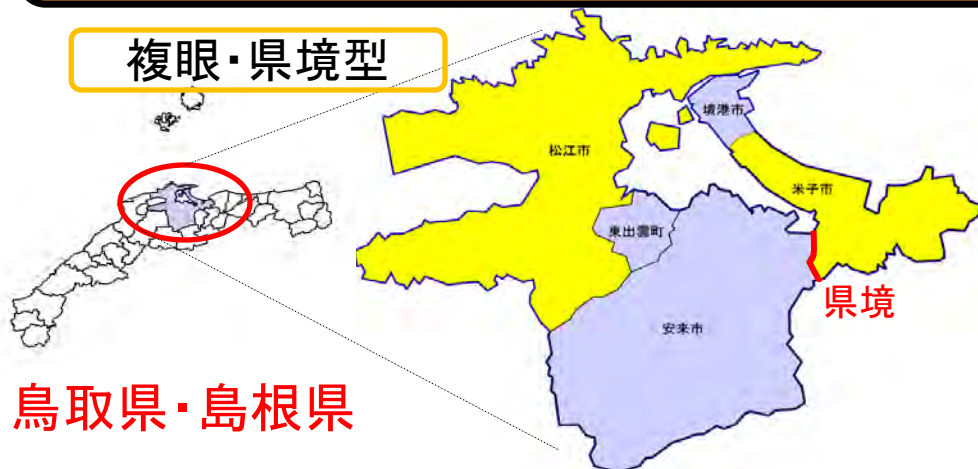 複眼・県境型
境港市
松江市
米子市
東出雲町
県境
安来市
鳥取県・島根県